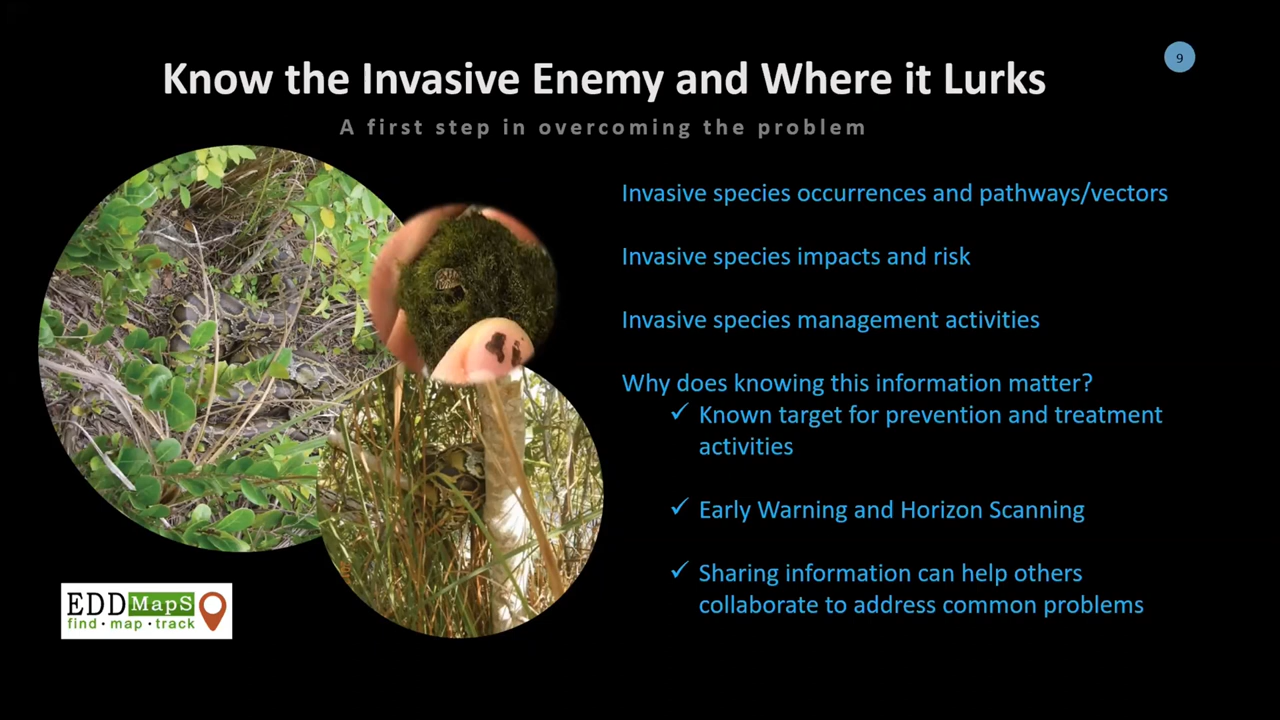 9
Know the Invasive Enemy and Where it Lurks
A first step in overcoming the problem
Invasive species occurrences and pathways/vectors
Invasive species impacts and risk
Invasive species management activities
Why does knowing this information matter?
✓ Known target for prevention and treatment
activities
✓ Early Warning and Horizon Scanning
✓ Sharing information can help others
collaborate to address common problems
EDDMapS
find · map · track